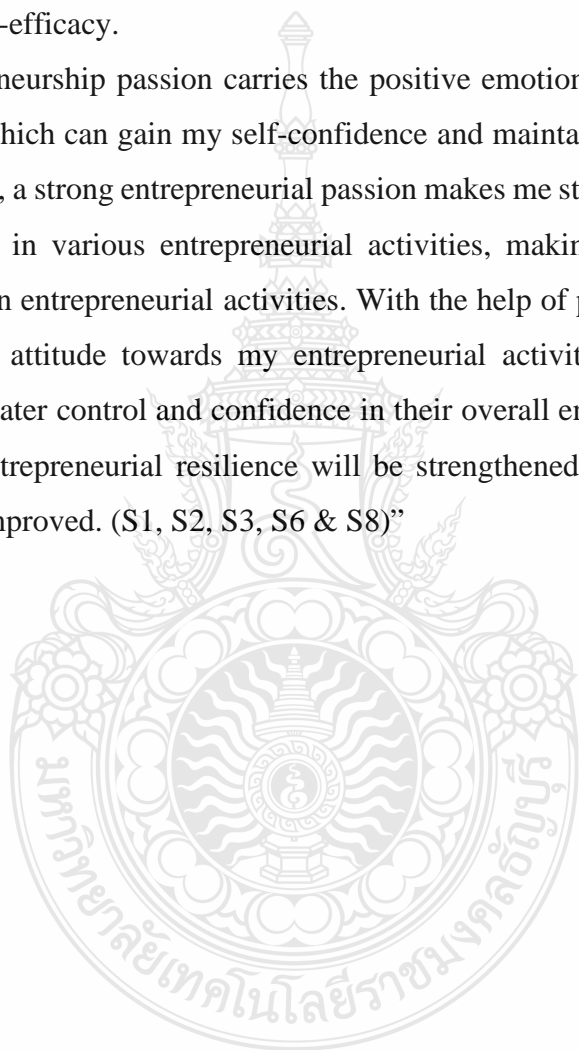 -efficacy.
neurship passion carries the positive emotion
which can gain my self-confidence and mainta
, a strong entrepreneurial passion makes me st
in various entrepreneurial activities, makin
n entrepreneurial activities. With the help of p
attitude towards my entrepreneurial activit
ater control and confidence in their overall en
trepreneurial resilience will be strengthened
mproved. (S1, S2, S3, S6 & S8)”
มหาวิทยาลัยเทคโนโลยีราชมงคลธัญบุรี